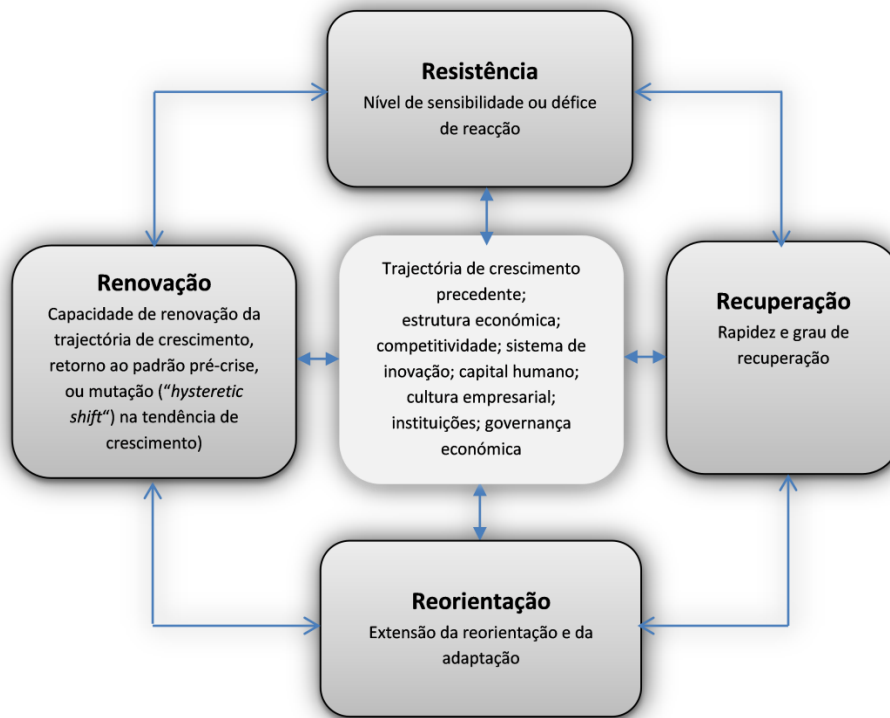 Resistência
Nível de sensibilidade ou défice
de reacção
Renovação
Capacidade de renovação da
trajectória de crescimento,
retorno ao padrão pré-crise,
ou mutação (“hysteretic
shift“) na tendência de
crescimento)
Trajectória de crescimento
precedente;
estrutura económica;
competitividade; sistema de
inovação; capital humano;
cultura empresarial;
instituições; governança
económica
Recuperação
Rapidez e grau de
recuperação
Reorientação
Extensão da reorientação e da
adaptação